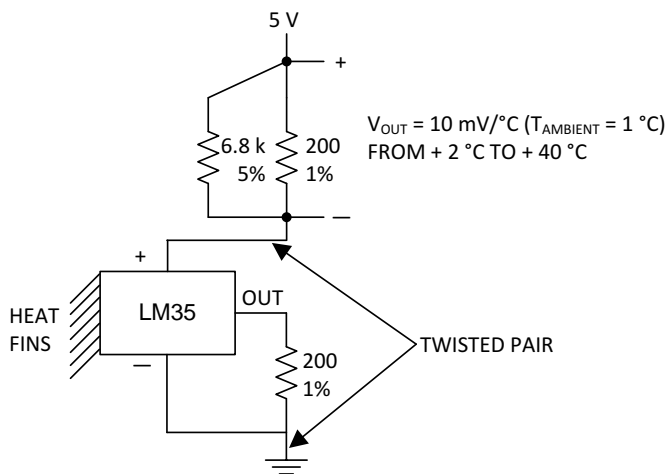 5 V
+
6.8 k
5%
200
1%
V_OUT = 10 mV/°C (T_AMBIENT = 1 °C)
FROM + 2 °C TO + 40 °C
—
+
HEAT
FINS
LM35
OUT
—
200
1%
TWISTED PAIR